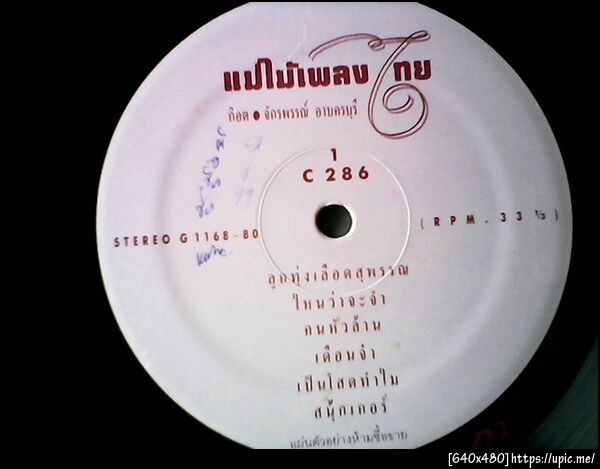 แม่ไม้เพลงไทย
ก๊อต ● จักรพรรณ์ อาบครบุรี
1
C 286
STEREO G 1168-80
( RPM. 33 ⅓ )
ลูกทุ่งเลือดสุพรรณ
ไหนว่าจะจำ
คนหัวล้าน
เดือนจ๋า
เป็นโสดทำไม
สนุ๊กเกอร์
แผ่นตัวอย่างห้ามซื้อขาย
[640x480]https://upic.me/